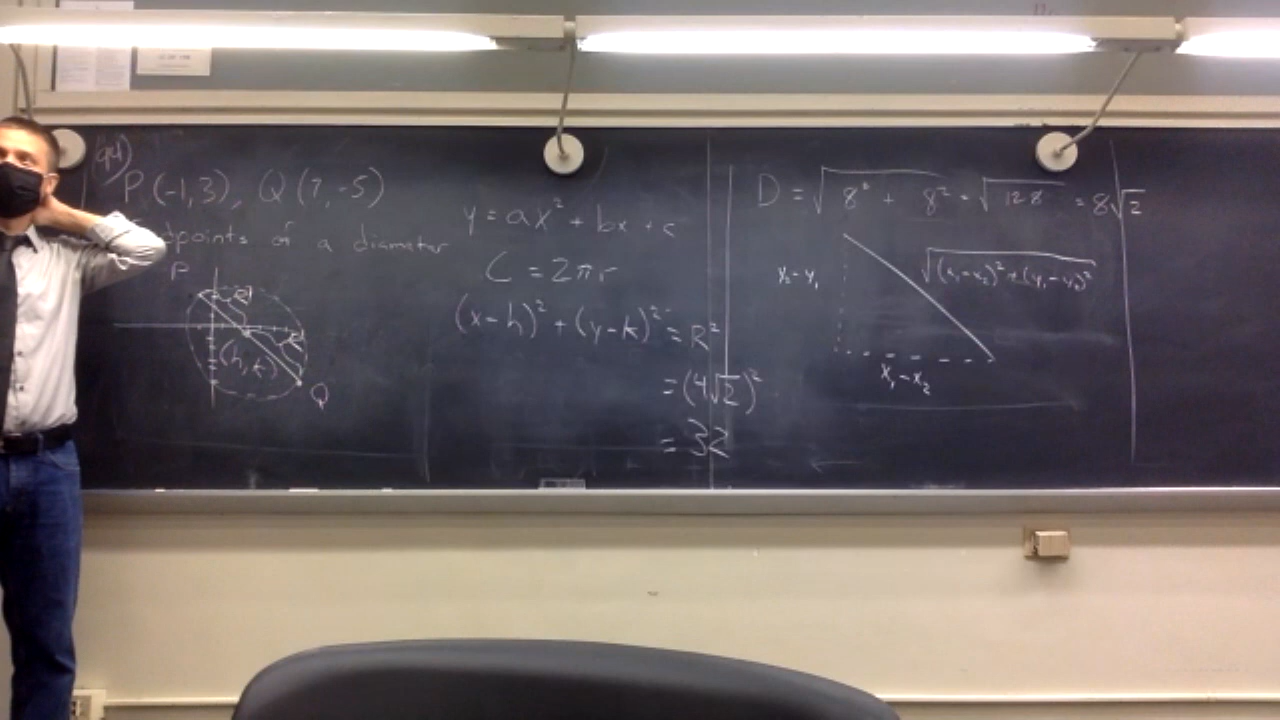 94)
P(-1,3), Q(7,-5)
dpoints of a diameter
P
(h,k)
Q
y = ax² + bx + c
C = 2πr
(x-h)² + (y-k)² = R²
= (4√2)²
= 32
D = √8² + 8² = √128 = 8√2
√(x₁-x₂)² + (y₁-y₂)²
y₂-y₁
x₁-x₂